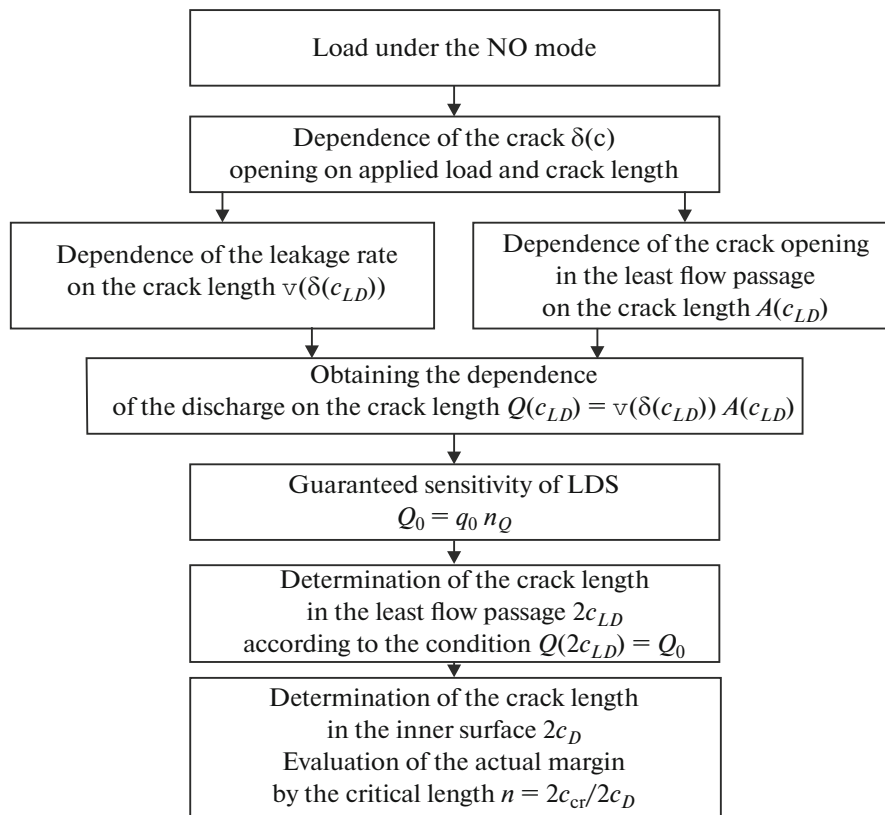 Load under the NO mode
Dependence of the crack δ(c)
opening on applied load and crack length
Dependence of the leakage rate
on the crack length v(δ(c_LD))
Dependence of the crack opening
in the least flow passage
on the crack length A(c_LD)
Obtaining the dependence
of the discharge on the crack length Q(c_LD) = v(δ(c_LD)) A(c_LD)
Guaranteed sensitivity of LDS
Q_0 = q_0 n_Q
Determination of the crack length
in the least flow passage 2c_LD
according to the condition Q(2c_LD) = Q_0
Determination of the crack length
in the inner surface 2c_D
Evaluation of the actual margin
by the critical length n = 2c_cr/2c_D